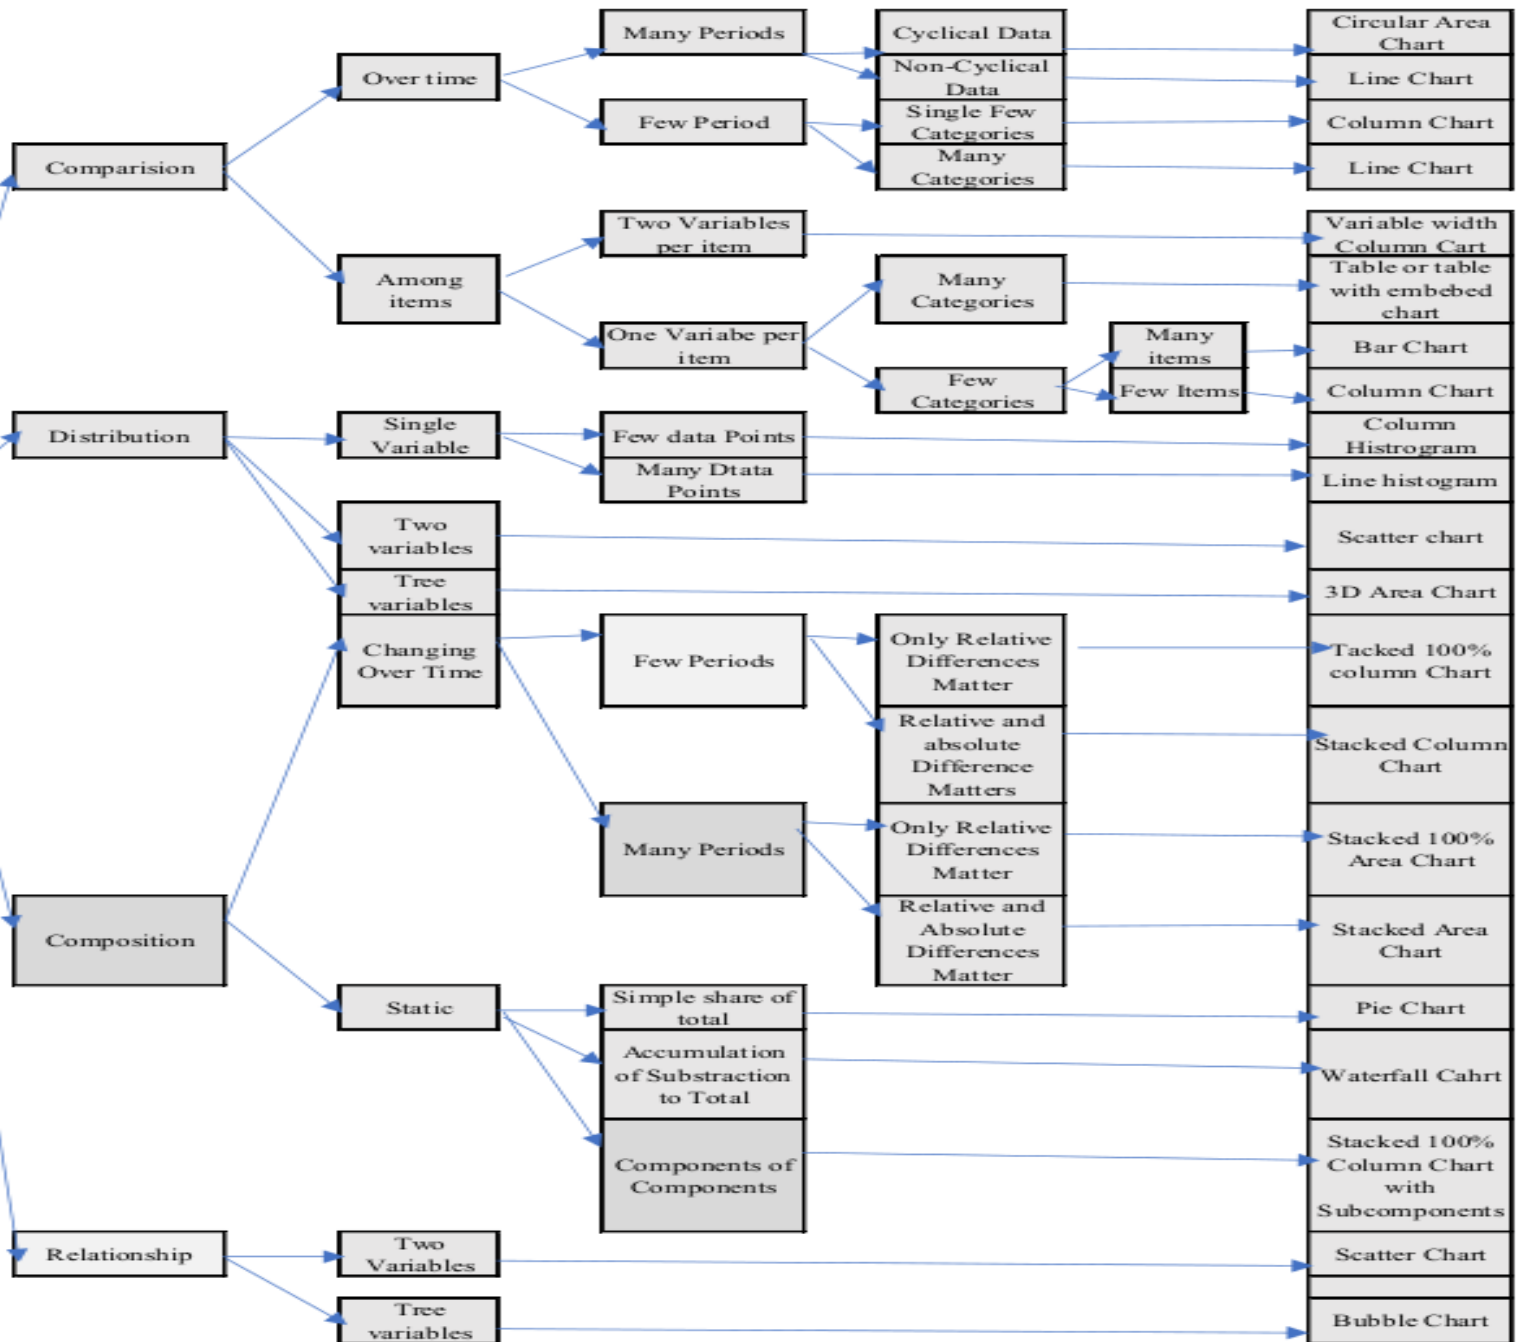 Many Periods
Cyclical Data
Circular Area
Chart
Over time
Non-Cyclical
Data
Line Chart
Few Period
Single Few
Categories
Column Chart
Comparision
Many
Categories
Line Chart
Two Variables
per item
Variable width
Column Cart
Among
items
Many
Categories
Table or table
with embebed
chart
One Variabe per
item
Many
items
Bar Chart
Few
Categories
Few Items
Column Chart
Distribution
Single
Variable
Few data Points
Column
Histrogram
Many Dtata
Points
Line histogram
Two
variables
Scatter chart
Tree
variables
3D Area Chart
Changing
Over Time
Few Periods
Only Relative
Differences
Matter
Tacked 100%
column Chart
Relative and
absolute
Difference
Matters
Stacked Column
Chart
Many Periods
Only Relative
Differences
Matter
Stacked 100%
Area Chart
Composition
Relative and
Absolute
Differences
Matter
Stacked Area
Chart
Static
Simple share of
total
Pie Chart
Accumulation
of Substraction
to Total
Waterfall Cahrt
Components of
Components
Stacked 100%
Column Chart
with
Subcomponents
Relationship
Two
Variables
Scatter Chart
Tree
variables
Bubble Chart